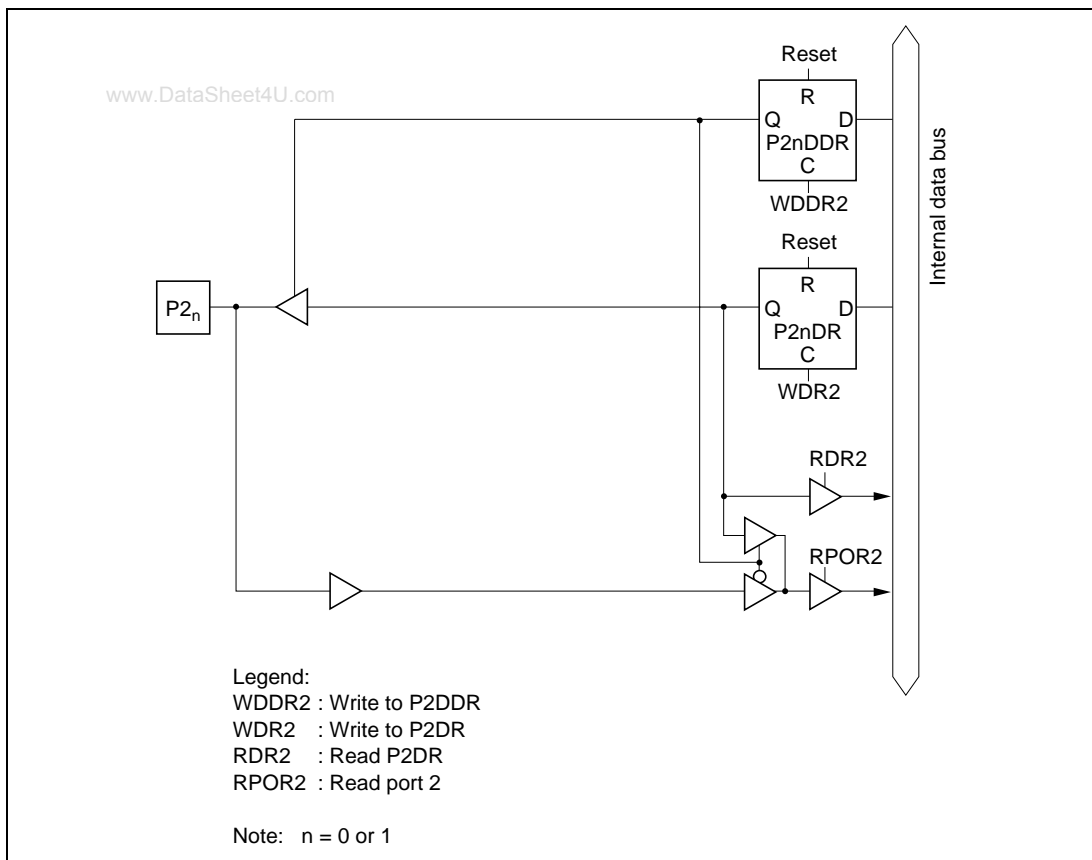 www.DataSheet4U.com
Reset
R
Q D
P2nDDR
C
WDDR2
Internal data bus
Reset
R
P2n
Q D
P2nDR
C
WDR2
RDR2
RPOR2
Legend:
WDDR2 : Write to P2DDR
WDR2 : Write to P2DR
RDR2 : Read P2DR
RPOR2 : Read port 2
Note: n = 0 or 1